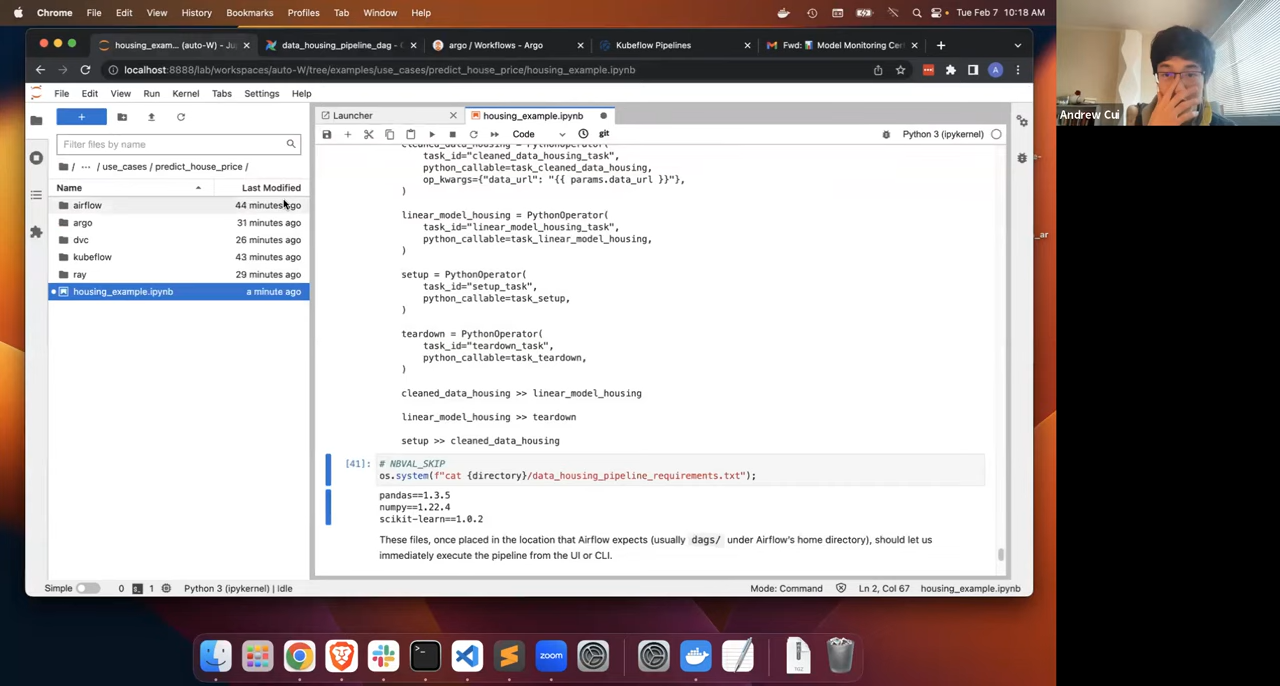 Chrome File Edit View History Bookmarks Profiles Tab Window Help Tue Feb 7 10:18 AM
housing_exam... (auto-W) - Ju data_housing_pipeline_dag - argo / Workflows - Argo Kubeflow Pipelines Fwd: Model Monitoring Cer
localhost:8888/lab/workspaces/auto-W/tree/examples/use_cases/predict_house_price/housing_example.ipynb A
File Edit View Run Kernel Tabs Settings Help
Andrew Cui
Launcher housing_example.ipynb
Code git Python 3 (ipykernel)
Filter files by name
/ ··· / use_cases / predict_house_price /
Name Last Modified
airflow 44 minutes ago
argo 31 minutes ago
dvc 26 minutes ago
kubeflow 43 minutes ago
ray 29 minutes ago
housing_example.ipynb a minute ago
cleaned_data_housing = PythonOperator(
task_id="cleaned_data_housing_task",
python_callable=task_cleaned_data_housing,
op_kwargs={"data_url": "{{ params.data_url }}"},
)
linear_model_housing = PythonOperator(
task_id="linear_model_housing_task",
python_callable=task_linear_model_housing,
)
setup = PythonOperator(
task_id="setup_task",
python_callable=task_setup,
)
teardown = PythonOperator(
task_id="teardown_task",
python_callable=task_teardown,
)
cleaned_data_housing >> linear_model_housing
linear_model_housing >> teardown
setup >> cleaned_data_housing
[41]: # NBVAL_SKIP
os.system(f"cat {directory}/data_housing_pipeline_requirements.txt");
pandas==1.3.5
numpy==1.22.4
scikit-learn==1.0.2
These files, once placed in the location that Airflow expects (usually dags/ under Airflow's home directory), should let us
immediately execute the pipeline from the UI or CLI.
Simple 0 1 Python 3 (ipykernel) | Idle Mode: Command Ln 2, Col 67 housing_example.ipynb
zoom
TGZ